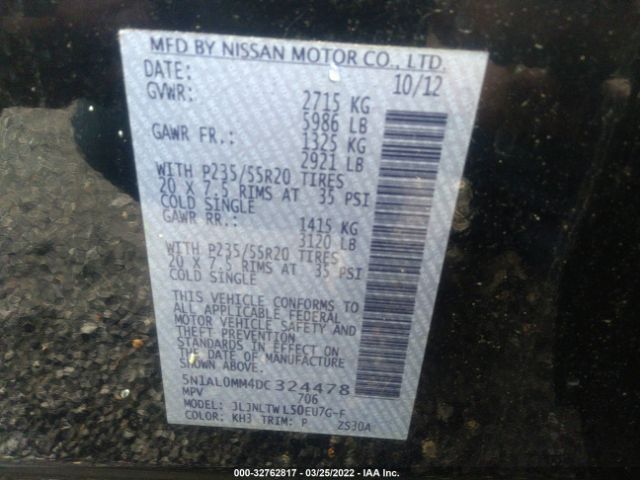 MFD BY NISSAN MOTOR CO., LTD.
DATE: 10/12
GVWR: 2715 KG
5986 LB
GAWR FR.: 1325 KG
2921 LB
WITH P235/55R20 TIRES
20 X 7.5 RIMS AT 35 PSI
COLD SINGLE
GAWR RR.: 1415 KG
3120 LB
WITH P235/55R20 TIRES
20 X 7.5 RIMS AT 35 PSI
COLD SINGLE
THIS VEHICLE CONFORMS TO
ALL APPLICABLE FEDERAL
MOTOR VEHICLE SAFETY AND
THEFT PREVENTION
STANDARDS IN EFFECT ON
THE DATE OF MANUFACTURE
SHOWN ABOVE.
5N1AL0MM4DC324478
MPV 706
MODEL: JLJNLTWL50EU7G-F
COLOR: KH3 TRIM: P ZS30A
000-32762817 - 03/25/2022 - IAA Inc.